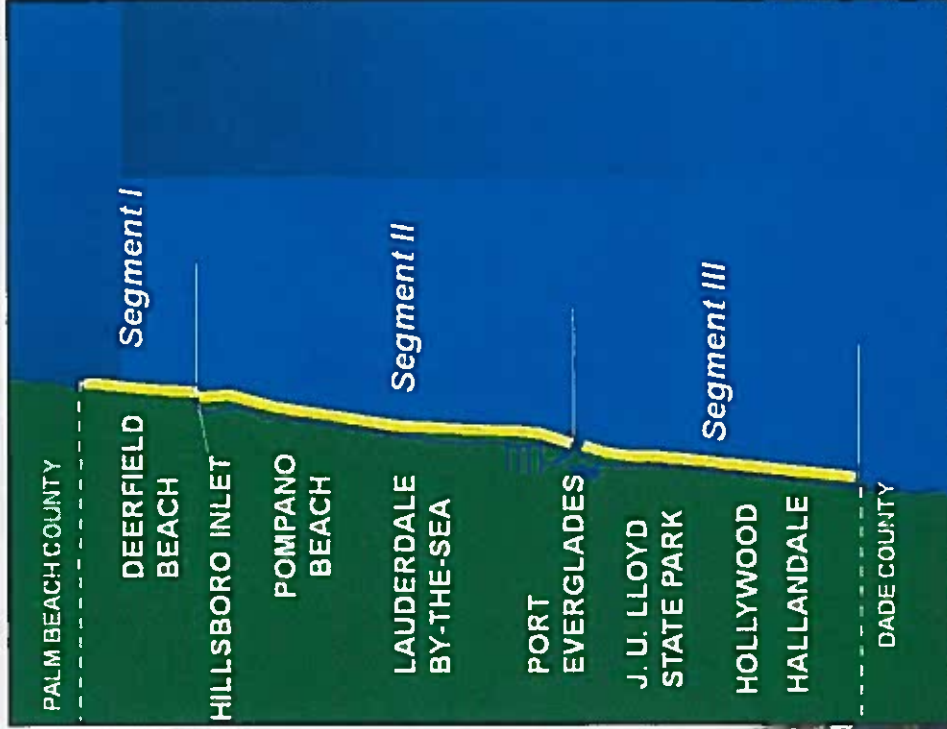 PALM BEACH COUNTY
DEERFIELD
BEACH
Segment I
HILLSBORO INLET
POMPANO
BEACH
Segment II
LAUDERDALE
BY-THE-SEA
PORT
EVERGLADES
J. U. LLOYD
STATE PARK
Segment III
HOLLYWOOD
HALLANDALE
DADE COUNTY